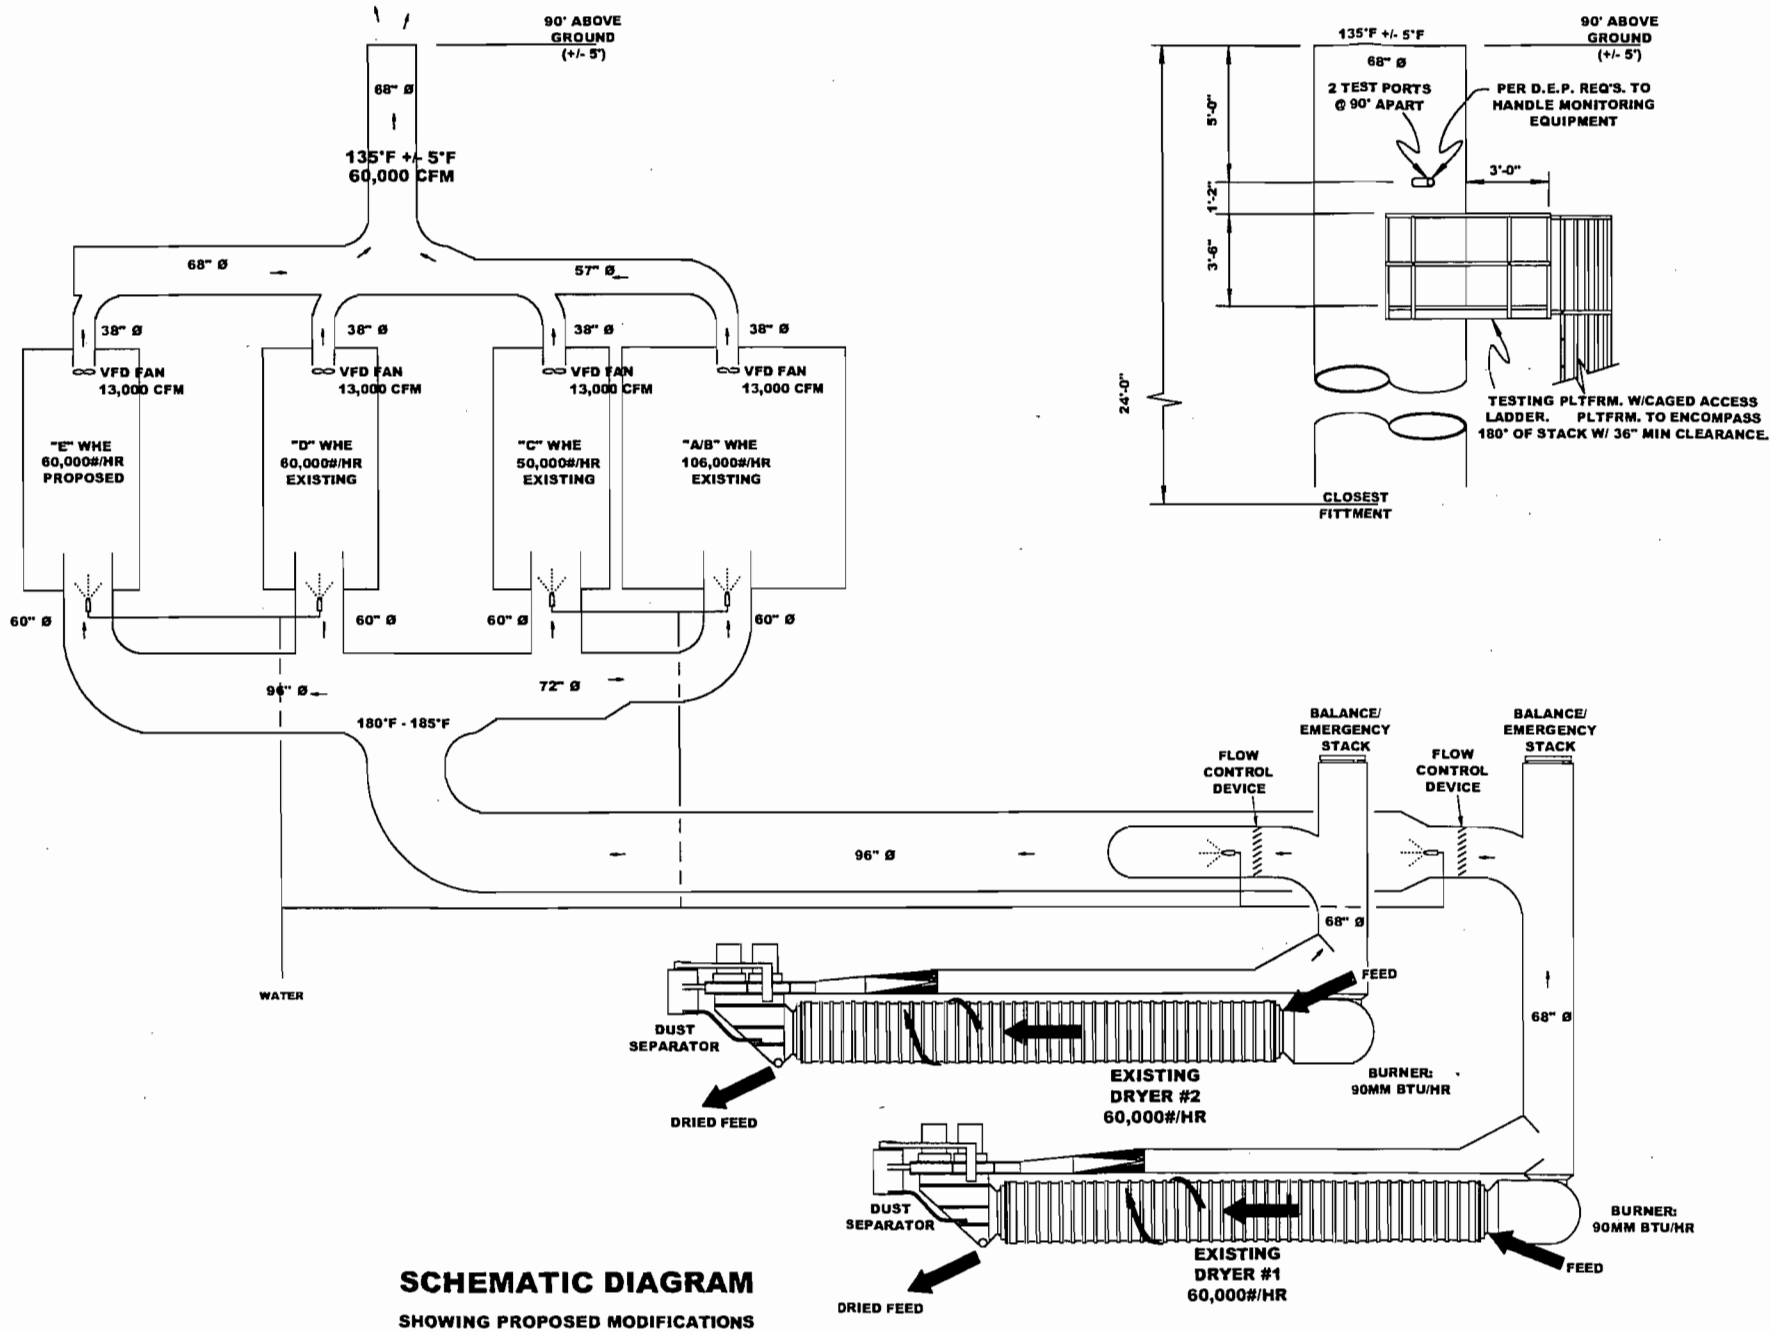 90' ABOVE
GROUND
(+/- 5')
68" Ø
135°F +/- 5°F
60,000 CFM
68" Ø
57" Ø
38" Ø
38" Ø
38" Ø
38" Ø
VFD FAN
13,000 CFM
VFD FAN
13,000 CFM
VFD FAN
13,000 CFM
VFD FAN
13,000 CFM
"E" WHE
60,000#/HR
PROPOSED
"D" WHE
60,000#/HR
EXISTING
"C" WHE
50,000#/HR
EXISTING
"A/B" WHE
106,000#/HR
EXISTING
60" Ø
60" Ø
60" Ø
60" Ø
96" Ø
72" Ø
180°F - 185°F
135°F +/- 5°F
68" Ø
90' ABOVE
GROUND
(+/- 5')
2 TEST PORTS
@ 90° APART
PER D.E.P. REQ'S. TO
HANDLE MONITORING
EQUIPMENT
5'-0"
1'-2"
3'-6"
3'-0"
24'-0"
TESTING PLTFRM. W/CAGED ACCESS
LADDER. PLTFRM. TO ENCOMPASS
180° OF STACK W/ 36" MIN CLEARANCE.
CLOSEST
FITTMENT
BALANCE/
EMERGENCY
STACK
BALANCE/
EMERGENCY
STACK
FLOW
CONTROL
DEVICE
FLOW
CONTROL
DEVICE
96" Ø
68" Ø
68" Ø
WATER
FEED
DUST
SEPARATOR
DRIED FEED
EXISTING
DRYER #2
60,000#/HR
BURNER:
90MM BTU/HR
DUST
SEPARATOR
DRIED FEED
EXISTING
DRYER #1
60,000#/HR
BURNER:
90MM BTU/HR
FEED
SCHEMATIC DIAGRAM
SHOWING PROPOSED MODIFICATIONS